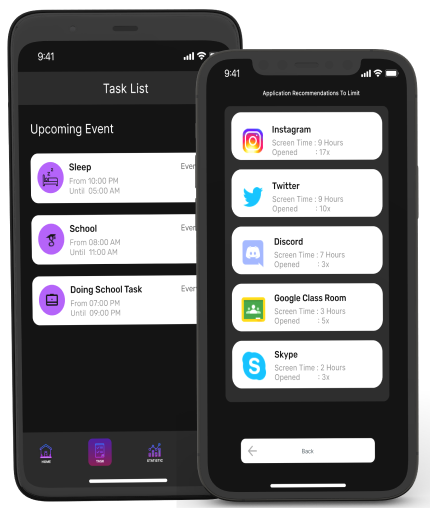 9:41
Task List
Upcoming Event
Sleep
From 10:00 PM
Until 05:00 AM
School
From 08:00 AM
Until 11:00 AM
Doing School Task
From 07:00 PM
Until 09:00 PM
HOME
TASK
STATISTIC
9:41
Application Recommendations To Limit
Instagram
Screen Time : 9 Hours
Opened : 17x
Twitter
Screen Time : 9 Hours
Opened : 10x
Discord
Screen Time : 7 Hours
Opened : 3x
Google Class Room
Screen Time : 3 Hours
Opened : 5x
Skype
Screen Time : 2 Hours
Opened : 3x
Back